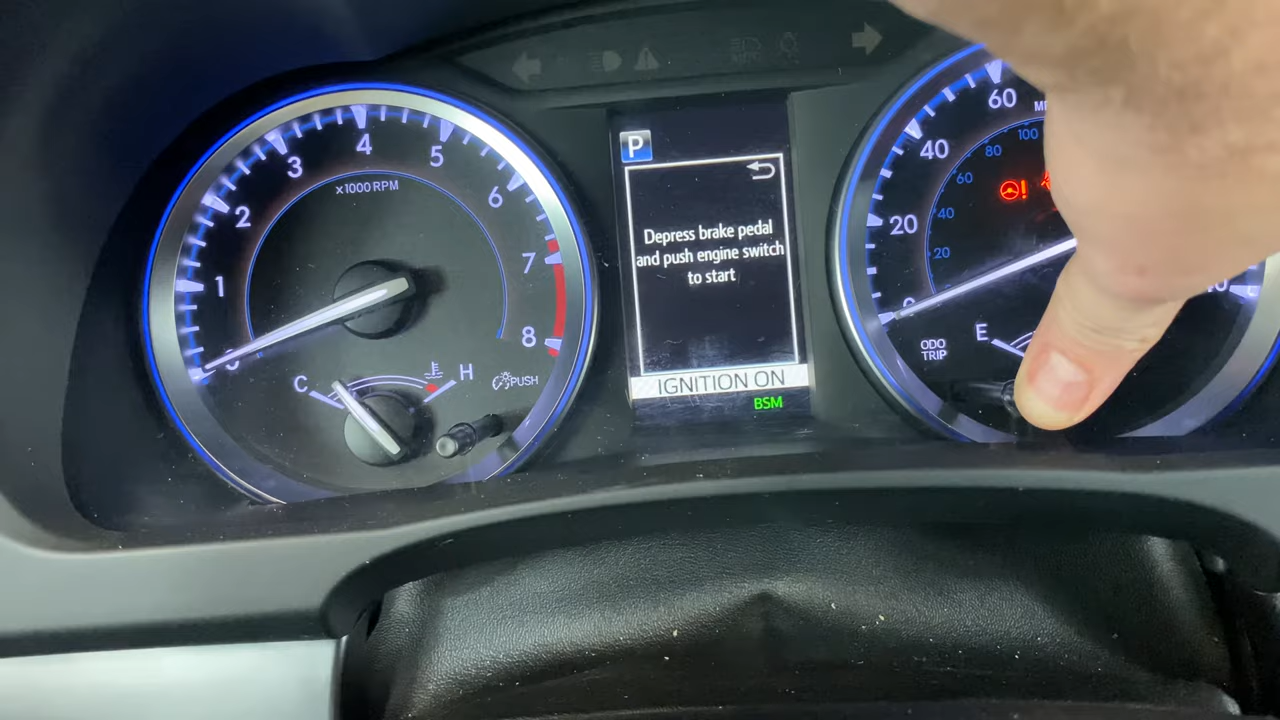 1
2
3
4
5
6
7
8
x1000 RPM
C
H
PUSH
P
Depress brake pedal
and push engine switch
to start
IGNITION ON
BSM
20
40
60
20
40
60
80
100
ODO
TRIP
E